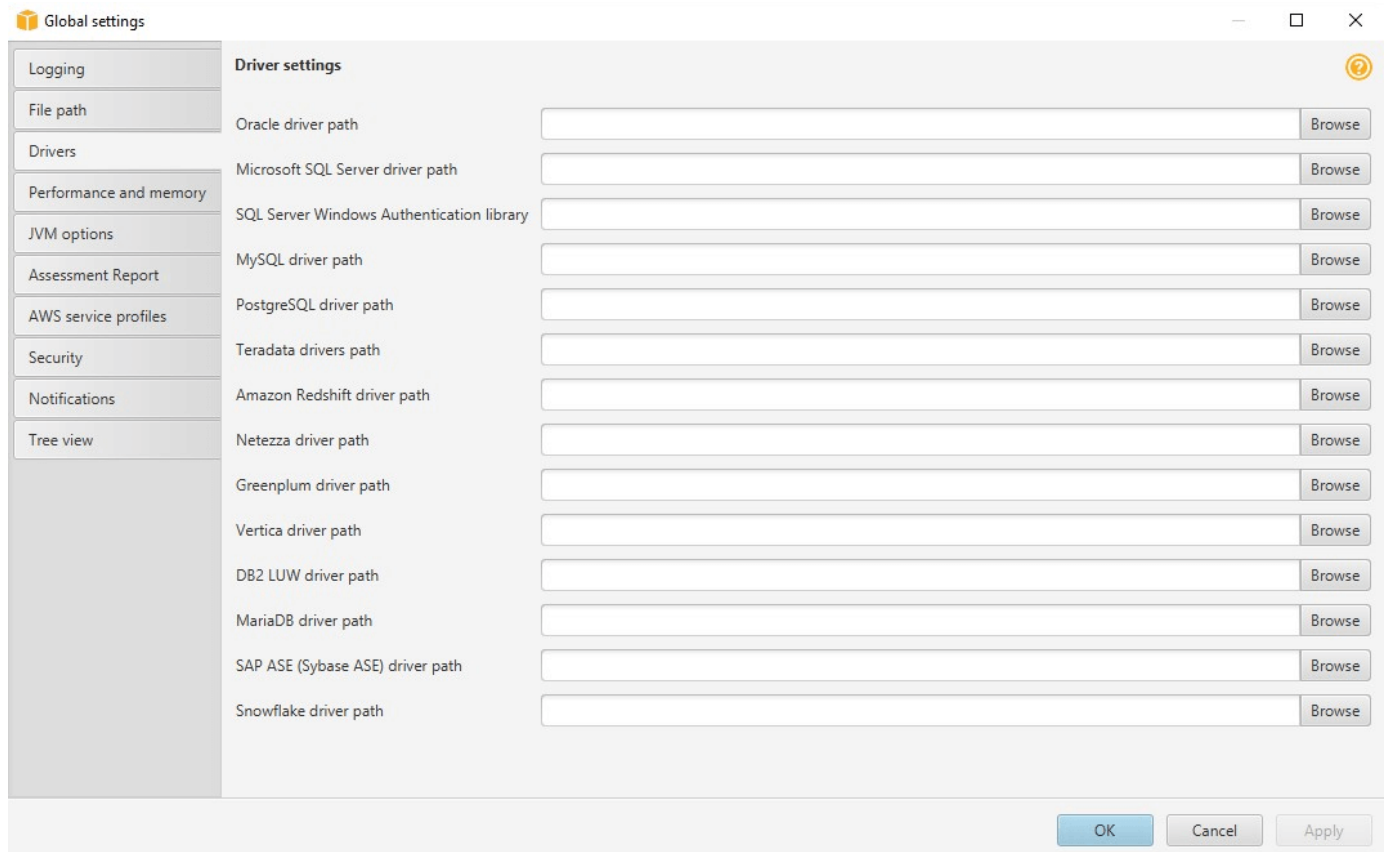 Global settings
Logging
File path
Drivers
Performance and memory
JVM options
Assessment Report
AWS service profiles
Security
Notifications
Tree view
Driver settings
?
Oracle driver path Browse
Microsoft SQL Server driver path Browse
SQL Server Windows Authentication library Browse
MySQL driver path Browse
PostgreSQL driver path Browse
Teradata drivers path Browse
Amazon Redshift driver path Browse
Netezza driver path Browse
Greenplum driver path Browse
Vertica driver path Browse
DB2 LUW driver path Browse
MariaDB driver path Browse
SAP ASE (Sybase ASE) driver path Browse
Snowflake driver path Browse
OK Cancel Apply